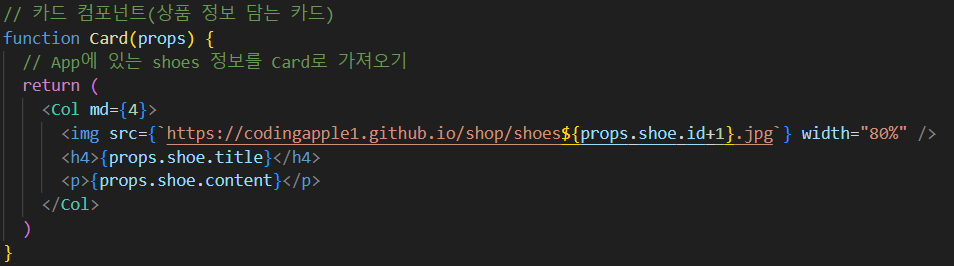 // 카드 컴포넌트(상품 정보 담는 카드)
function Card(props) {
  // App에 있는 shoes 정보를 Card로 가져오기
  return (
    <Col md={4}>
      <img src={`https://codingapple1.github.io/shop/shoes${props.shoe.id+1}.jpg`} width="80%" />
      <h4>{props.shoe.title}</h4>
      <p>{props.shoe.content}</p>
    </Col>
  )
}